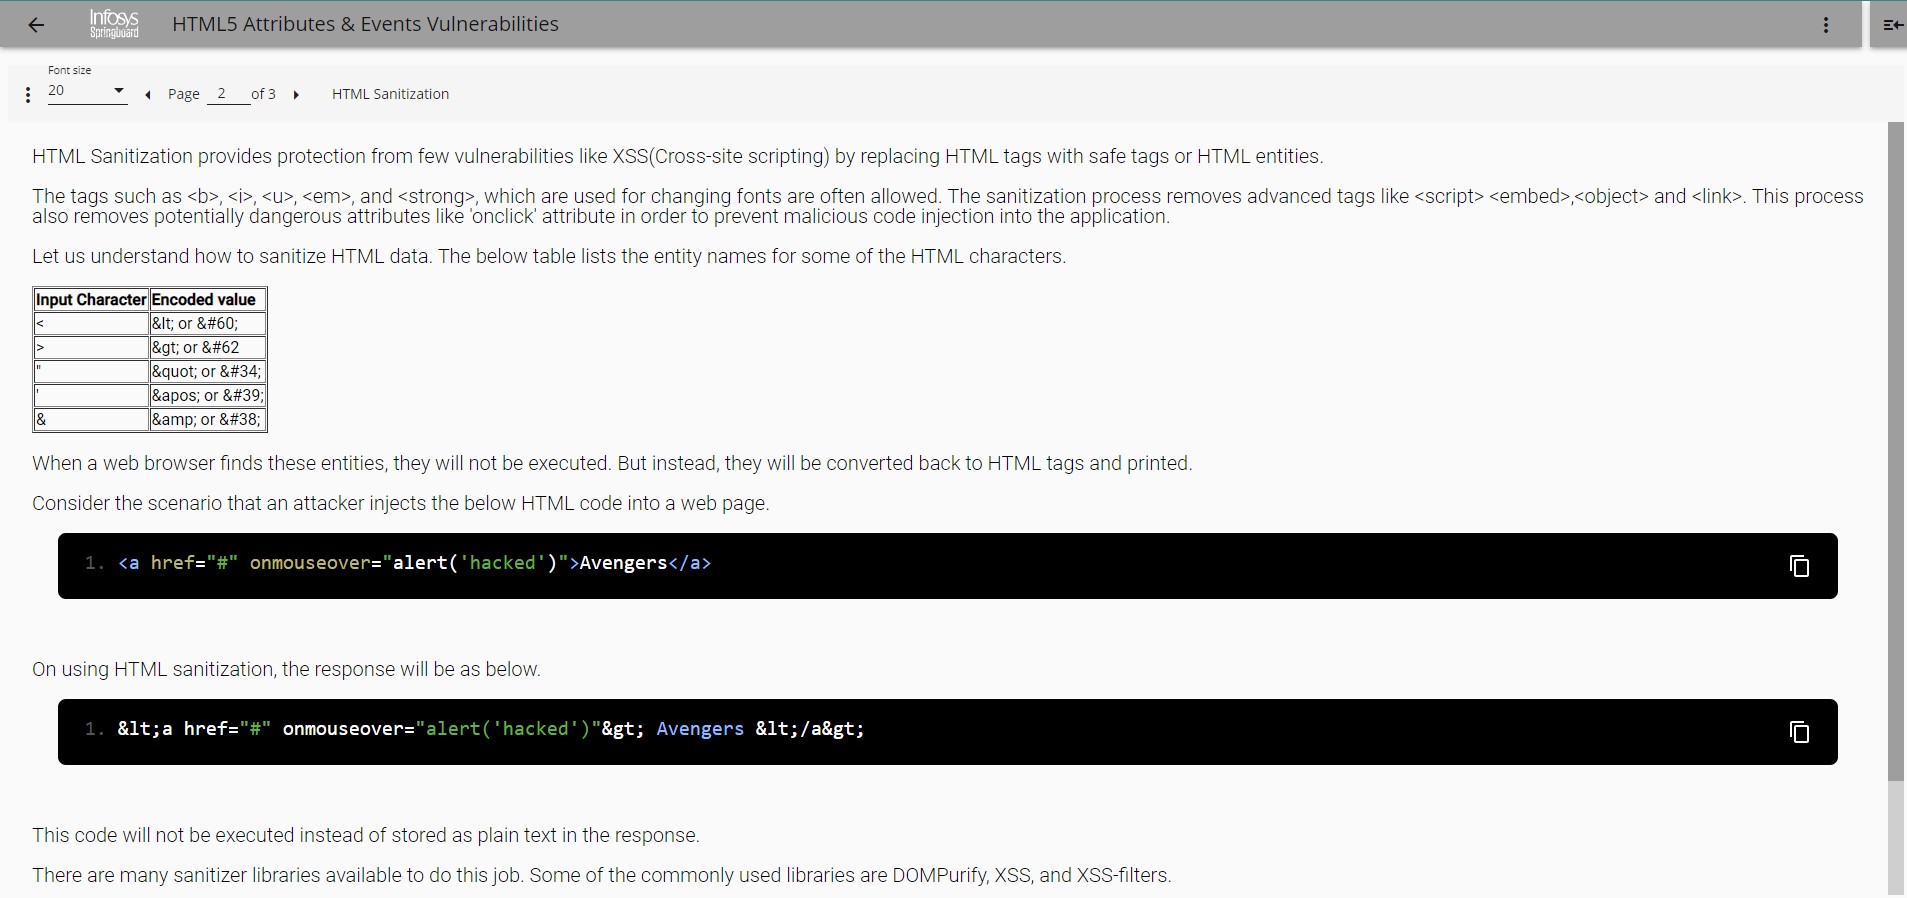 Infosys
Springboard
HTML5 Attributes & Events Vulnerabilities
Font size
20
Page 2 of 3
HTML Sanitization
HTML Sanitization provides protection from few vulnerabilities like XSS(Cross-site scripting) by replacing HTML tags with safe tags or HTML entities.
The tags such as <b>, <i>, <u>, <em>, and <strong>, which are used for changing fonts are often allowed. The sanitization process removes advanced tags like <script> <embed>,<object> and <link>. This process
also removes potentially dangerous attributes like 'onclick' attribute in order to prevent malicious code injection into the application.
Let us understand how to sanitize HTML data. The below table lists the entity names for some of the HTML characters.
Input Character Encoded value
< &lt; or &#60;
> &gt; or &#62
" &quot; or &#34;
' &apos; or &#39;
& &amp; or &#38;
When a web browser finds these entities, they will not be executed. But instead, they will be converted back to HTML tags and printed.
Consider the scenario that an attacker injects the below HTML code into a web page.
1. <a href="#" onmouseover="alert('hacked')">Avengers</a>
On using HTML sanitization, the response will be as below.
1. &lt;a href="#" onmouseover="alert('hacked')"&gt; Avengers &lt;/a&gt;
This code will not be executed instead of stored as plain text in the response.
There are many sanitizer libraries available to do this job. Some of the commonly used libraries are DOMPurify, XSS, and XSS-filters.